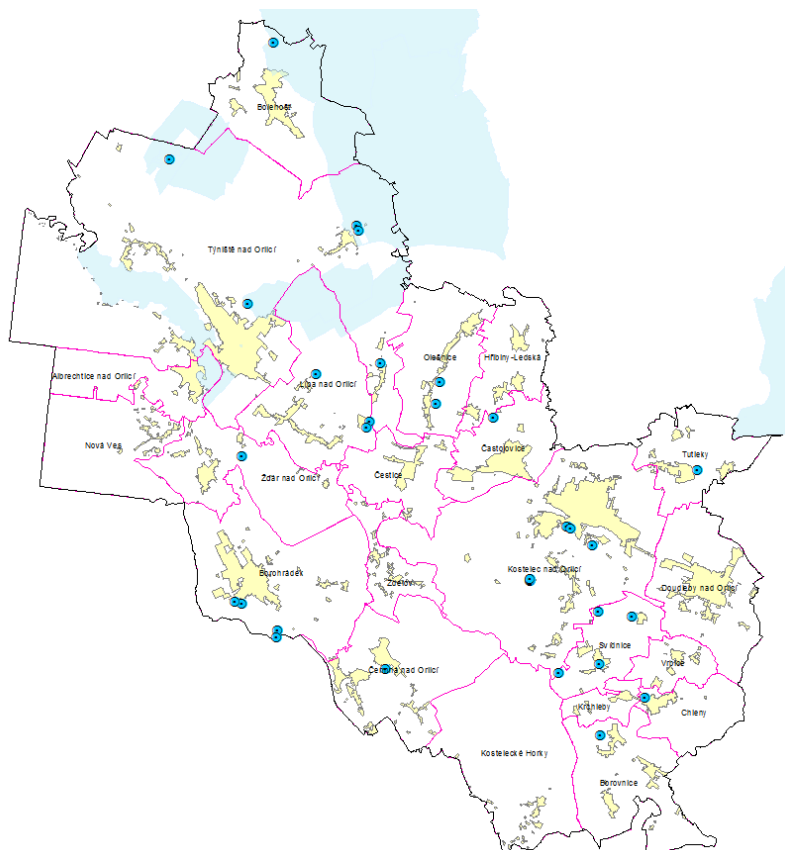 Bolehošť
Týniště nad Orlicí
Olešnice
Hřibiny-Ledská
Albrechtice nad Orlicí
Lípa nad Orlicí
Nová Ves
Častolovice
Tutleky
Žďár nad Orlicí
Čestice
Kostelec nad Orlicí
Borohrádek
Zdelov
Doudleby nad Orlicí
Svídnice
Vrbice
Čermná nad Orlicí
Krchleby
Chleny
Kostelecké Horky
Borovnice